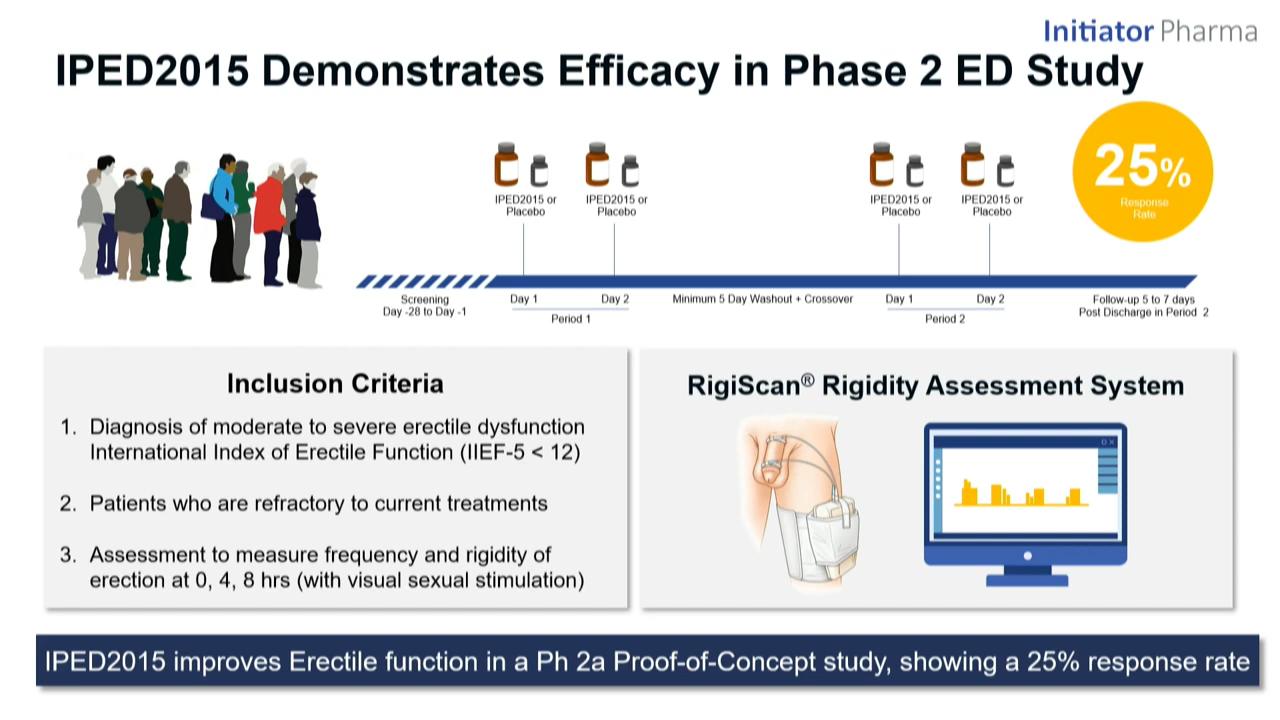 Initiator Pharma
IPED2015 Demonstrates Efficacy in Phase 2 ED Study
25%
Response
Rate
IPED2015 or
Placebo
IPED2015 or
Placebo
IPED2015 or
Placebo
IPED2015 or
Placebo
Screening
Day -28 to Day -1
Day 1
Day 2
Period 1
Minimum 5 Day Washout + Crossover
Day 1
Day 2
Period 2
Follow-up 5 to 7 days
Post Discharge in Period 2
Inclusion Criteria
1. Diagnosis of moderate to severe erectile dysfunction
International Index of Erectile Function (IIEF-5 < 12)
2. Patients who are refractory to current treatments
3. Assessment to measure frequency and rigidity of
erection at 0, 4, 8 hrs (with visual sexual stimulation)
RigiScan® Rigidity Assessment System
IPED2015 improves Erectile function in a Ph 2a Proof-of-Concept study, showing a 25% response rate